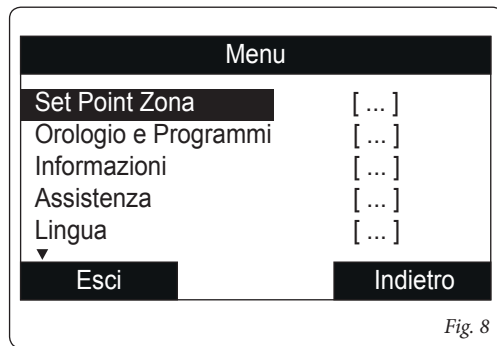 Menu
Set Point Zona [ ... ]
Orologio e Programmi [ ... ]
Informazioni [ ... ]
Assistenza [ ... ]
Lingua [ ... ]
▼
Esci Indietro
Fig. 8